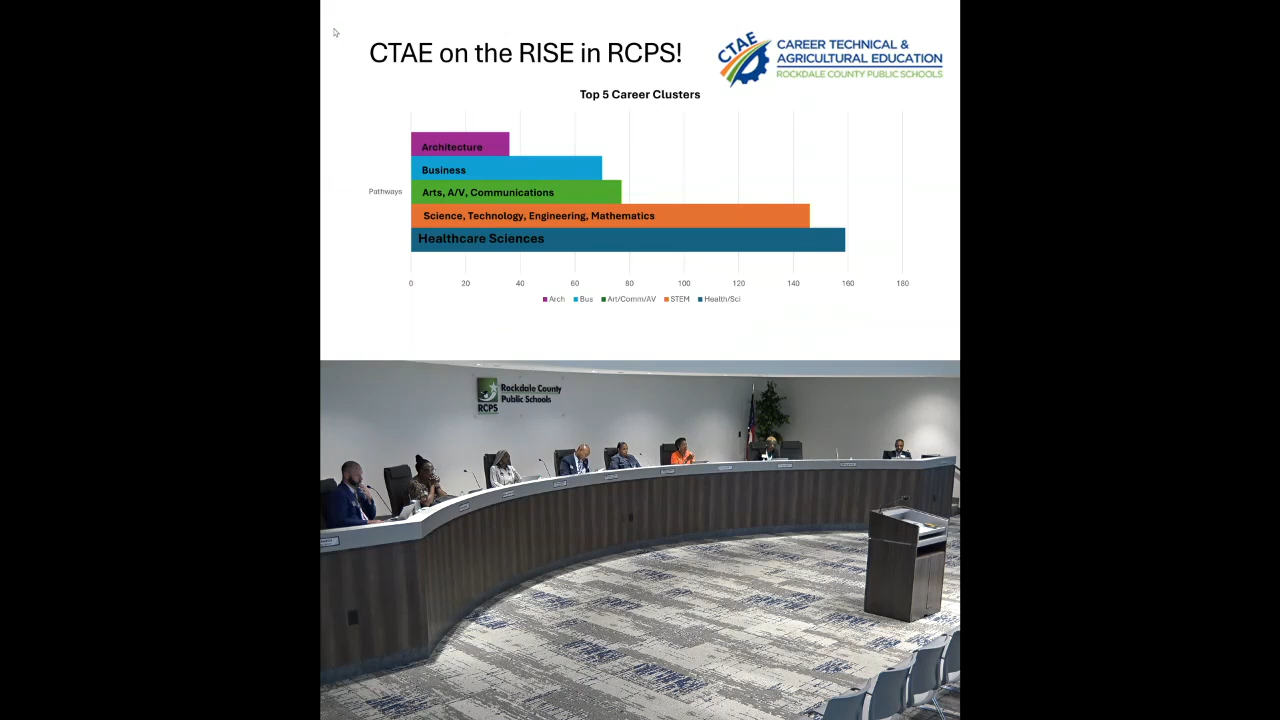 CTAE on the RISE in RCPS!
CTAE
CAREER TECHNICAL &
AGRICULTURAL EDUCATION
ROCKDALE COUNTY PUBLIC SCHOOLS
Top 5 Career Clusters
Architecture
Business
Pathways
Arts, A/V, Communications
Science, Technology, Engineering, Mathematics
Healthcare Sciences
0 20 40 60 80 100 120 140 160 180
Arch Bus Art/Comm/AV STEM Health/Sci
Rockdale County
Public Schools
RCPS